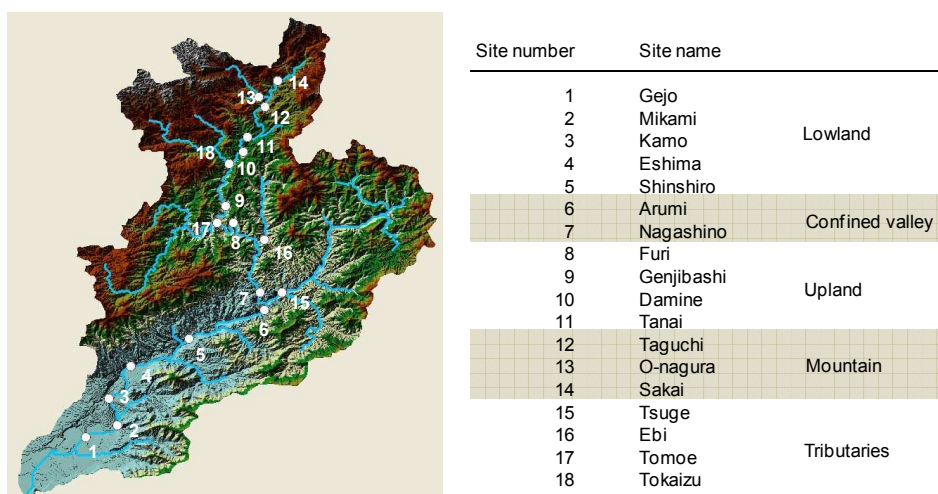 14
13
12
11
18
10
9
17
8
16
7
15
6
5
4
3
2
1
Site number Site name
1 Gejo
2 Mikami
3 Kamo Lowland
4 Eshima
5 Shinshiro
6 Arumi
7 Nagashino Confined valley
8 Furi
9 Genjibashi
10 Damine Upland
11 Tanai
12 Taguchi
13 O-nagura Mountain
14 Sakai
15 Tsuge
16 Ebi
17 Tomoe Tributaries
18 Tokaizu